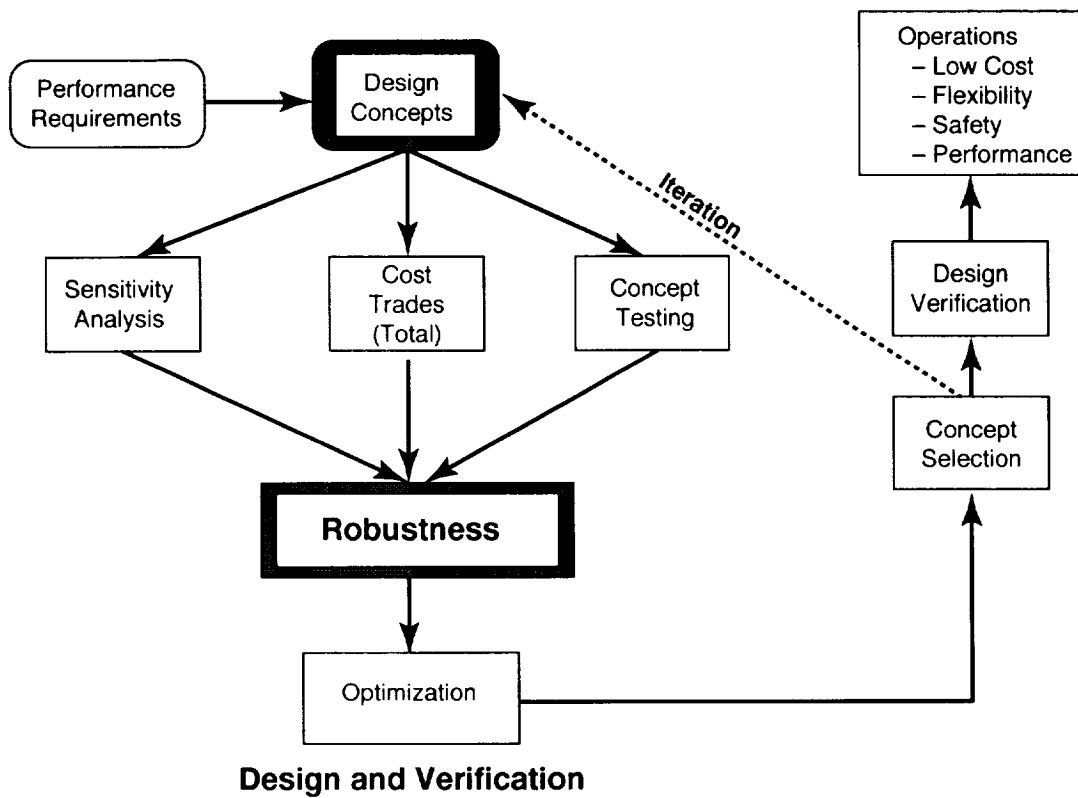 Performance
Requirements
Design
Concepts
Operations
– Low Cost
– Flexibility
– Safety
– Performance
Iteration
Sensitivity
Analysis
Cost
Trades
(Total)
Concept
Testing
Design
Verification
Concept
Selection
Robustness
Optimization
Design and Verification